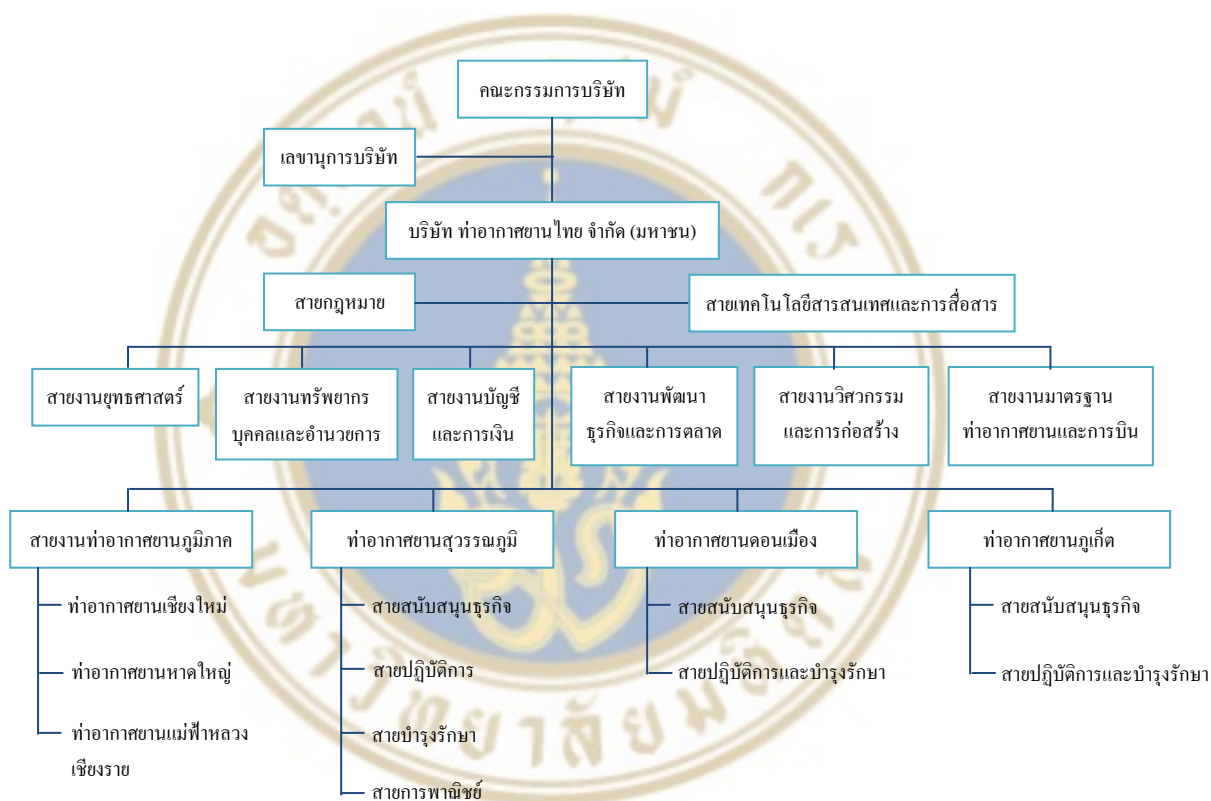 คณะกรรมการบริษัท
เลขานุการบริษัท
บริษัท ท่าอากาศยานไทย จำกัด (มหาชน)
สายกฎหมาย
สายเทคโนโลยีสารสนเทศและการสื่อสาร
สายงานยุทธศาสตร์
สายงานทรัพยากร
บุคคลและอำนวยการ
สายงานบัญชี
และการเงิน
สายงานพัฒนา
ธุรกิจและการตลาด
สายงานวิศวกรรม
และการก่อสร้าง
สายงานมาตรฐาน
ท่าอากาศยานและการบิน
สายงานท่าอากาศยานภูมิภาค
ท่าอากาศยานเชียงใหม่
ท่าอากาศยานหาดใหญ่
ท่าอากาศยานแม่ฟ้าหลวง
เชียงราย
ท่าอากาศยานสุวรรณภูมิ
สายสนับสนุนธุรกิจ
สายปฏิบัติการ
สายบำรุงรักษา
สายการพาณิชย์
ท่าอากาศยานดอนเมือง
สายสนับสนุนธุรกิจ
สายปฏิบัติการและบำรุงรักษา
ท่าอากาศยานภูเก็ต
สายสนับสนุนธุรกิจ
สายปฏิบัติการและบำรุงรักษา
มหาวิทยาลัยมหิดล